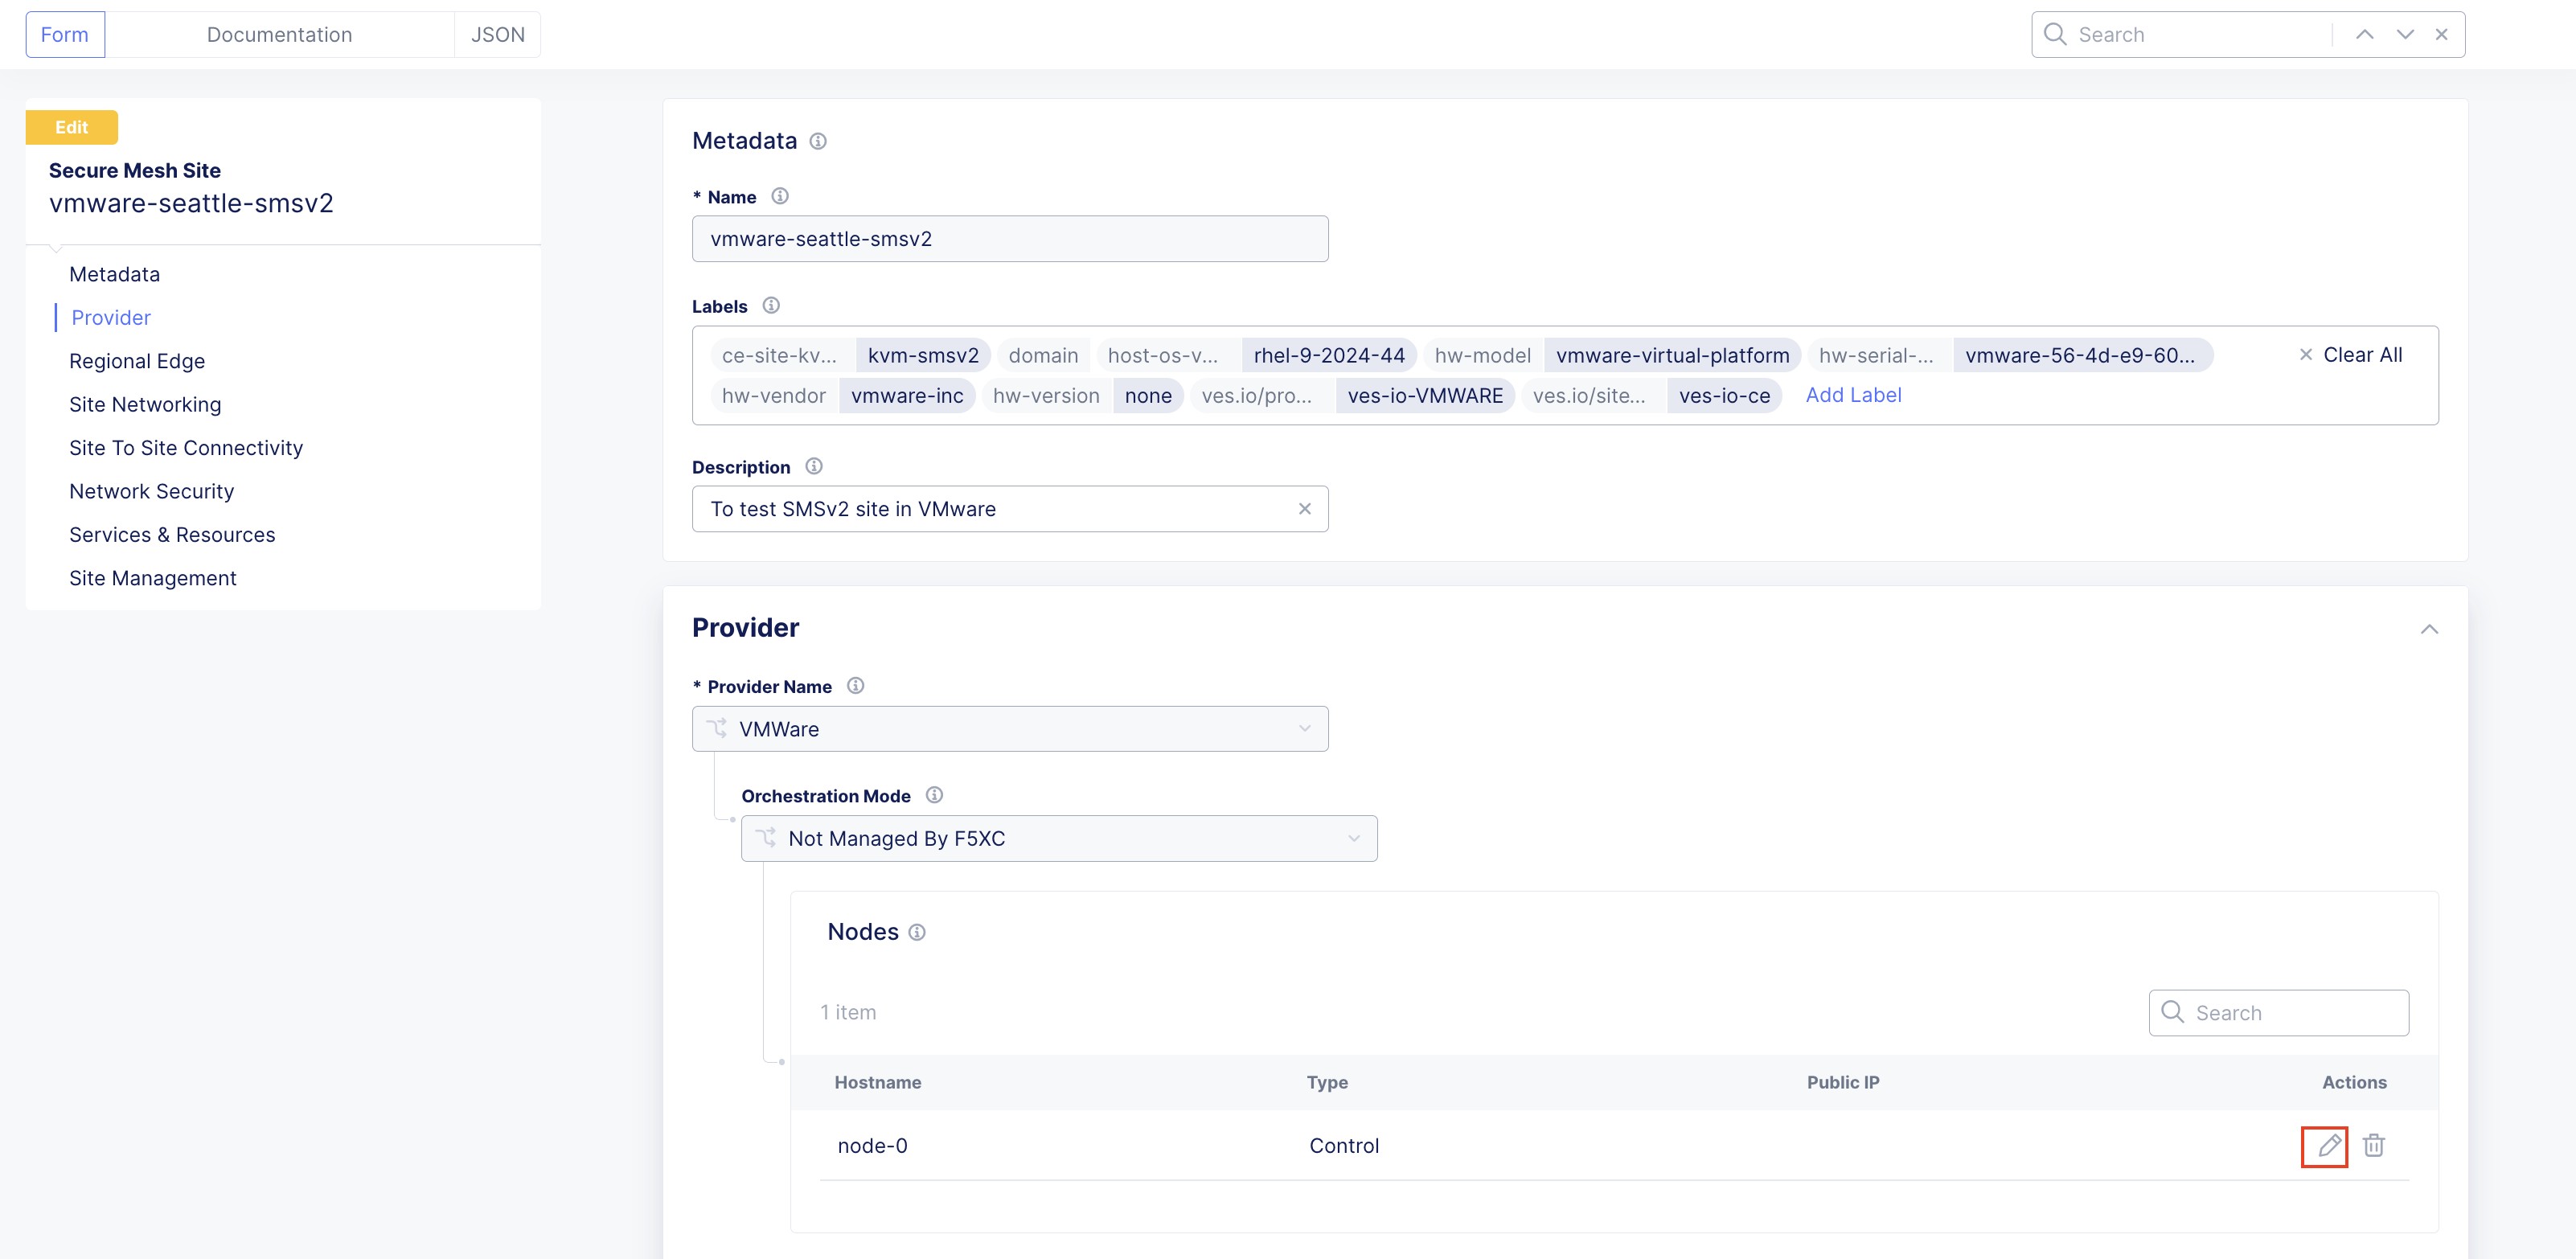 Form Documentation JSON Search
Edit
Secure Mesh Site
vmware-seattle-smsv2
Metadata
Provider
Regional Edge
Site Networking
Site To Site Connectivity
Network Security
Services & Resources
Site Management
Metadata
* Name
vmware-seattle-smsv2
Labels
ce-site-kv... kvm-smsv2 domain host-os-v... rhel-9-2024-44 hw-model vmware-virtual-platform hw-serial-... vmware-56-4d-e9-60... Clear All
hw-vendor vmware-inc hw-version none ves.io/pro... ves-io-VMWARE ves.io/site... ves-io-ce Add Label
Description
To test SMSv2 site in VMware
Provider
* Provider Name
VMWare
Orchestration Mode
Not Managed By F5XC
Nodes
1 item Search
Hostname Type Public IP Actions
node-0 Control